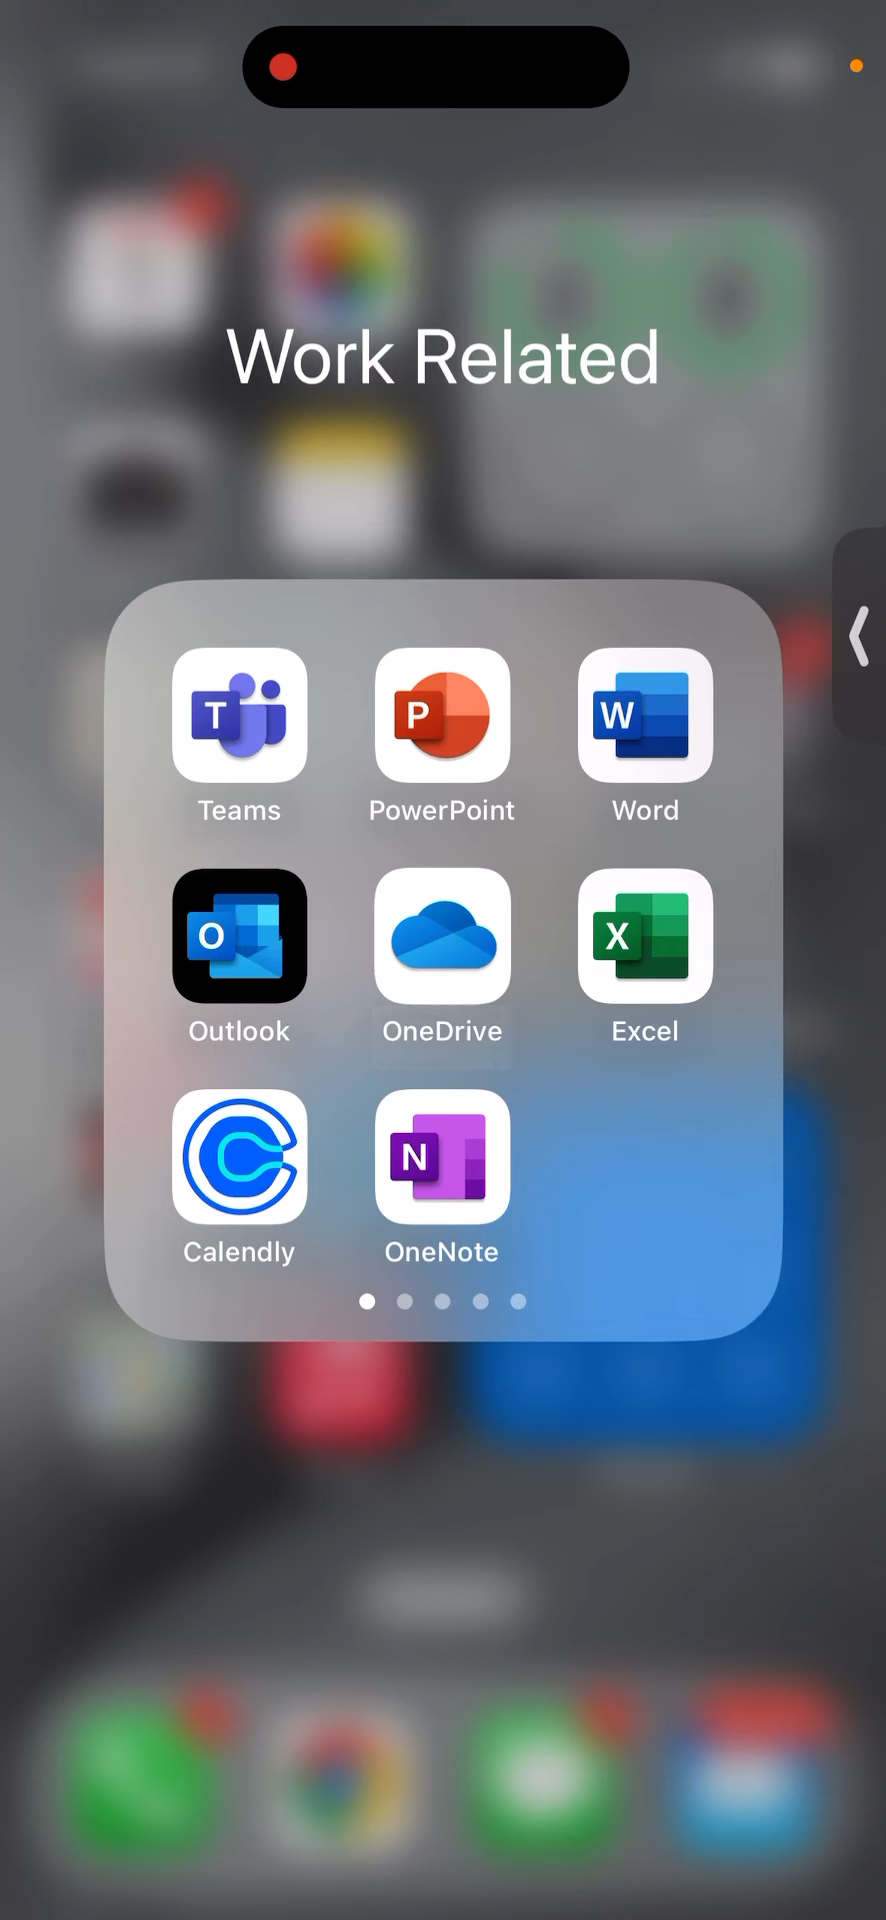 Work Related
T
P
W
Teams
PowerPoint
Word
O
X
Outlook
OneDrive
Excel
N
Calendly
OneNote